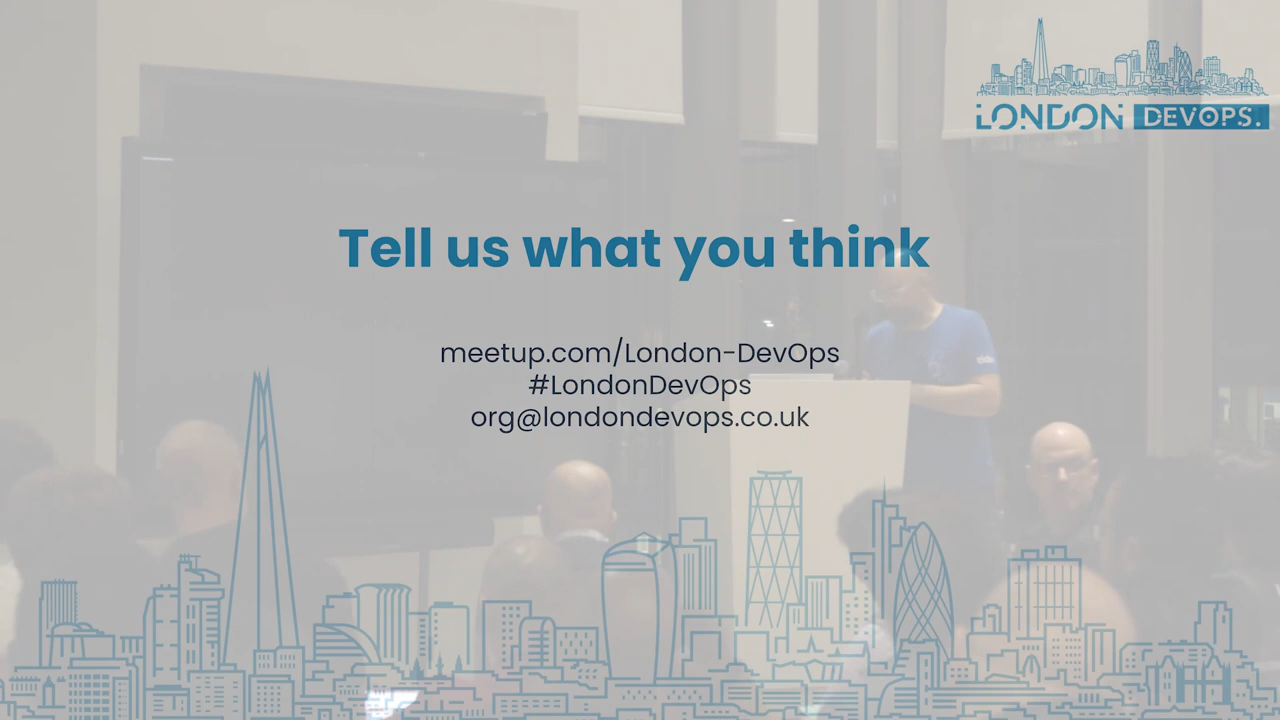 LONDON DEVOPS.
Tell us what you think
meetup.com/London-DevOps
#LondonDevOps
org@londondevops.co.uk